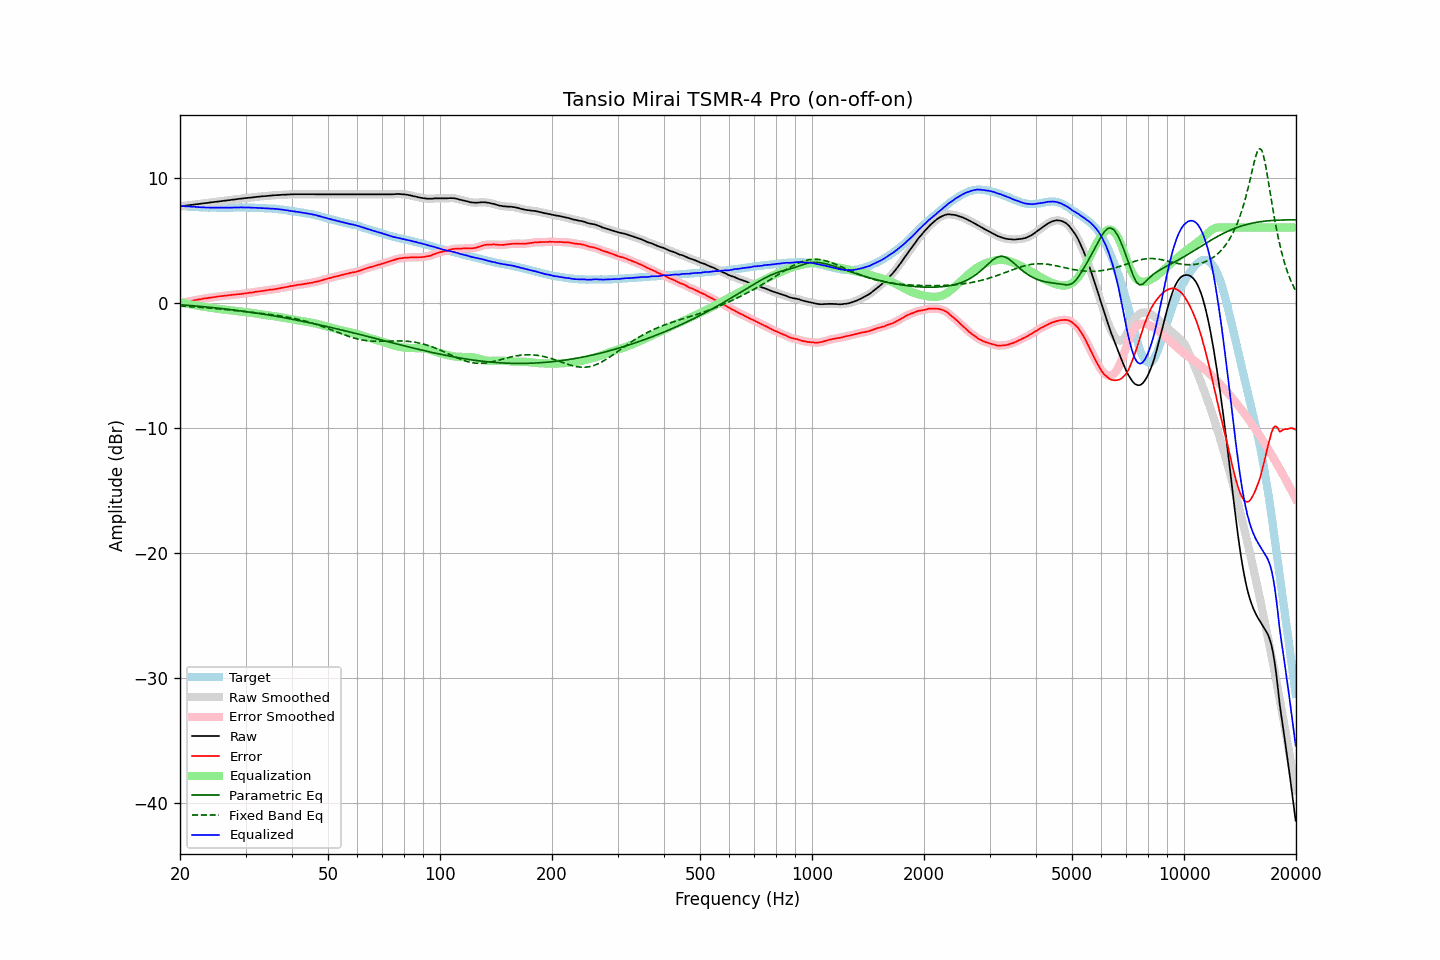 Tansio Mirai TSMR-4 Pro (on-off-on)
Amplitude (dBr)
10
0
−10
−20
−30
−40
Target
Raw Smoothed
Error Smoothed
Raw
Error
Equalization
Parametric Eq
Fixed Band Eq
Equalized
20 50 100 200 500 1000 2000 5000 10000 20000
Frequency (Hz)